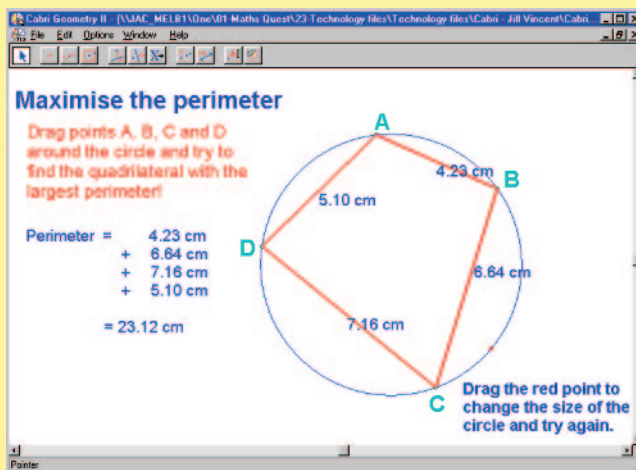 Cabri Geometry II - [\\JAC_MELB1\One\01 Maths Quest\23-Technology files\Technology files\Cabri - Jill Vincent\Cabri...
File Edit Options Window Help
Maximise the perimeter
Drag points A, B, C and D
around the circle and try to
find the quadrilateral with the
largest perimeter!
A
4.23 cm
B
5.10 cm
Perimeter = 4.23 cm
+ 6.64 cm
+ 7.16 cm
+ 5.10 cm
= 23.12 cm
D
6.64 cm
7.16 cm
C
Drag the red point to
change the size of the
circle and try again.
Pointer